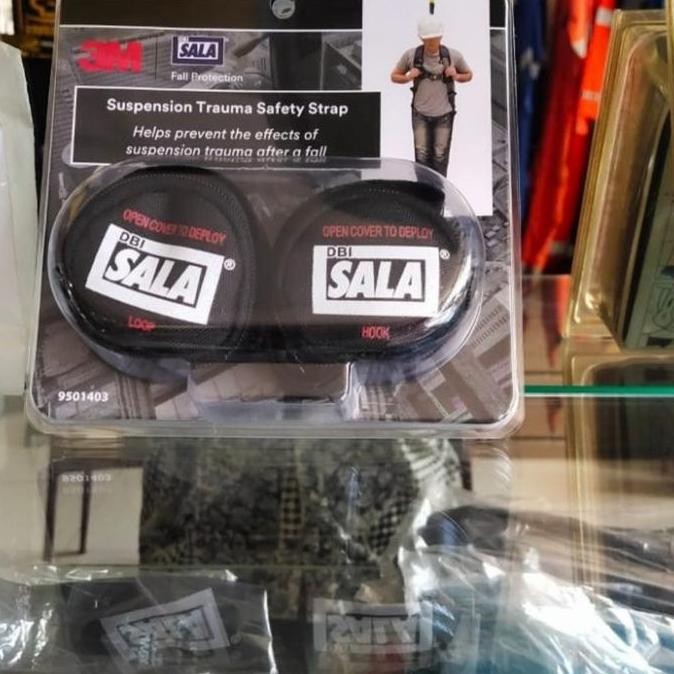 3M
DBI
SALA
Fall Protection
Suspension Trauma Safety Strap
Helps prevent the effects of
suspension trauma after a fall
OPEN COVER TO DEPLOY
DBI
SALA®
LOOP
OPEN COVER TO DEPLOY
DBI
SALA®
HOOK
9501403